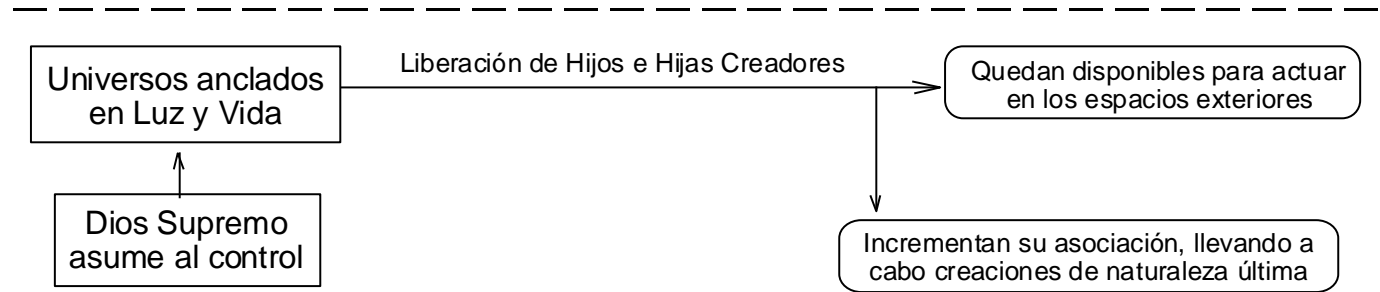 Universos anclados
en Luz y Vida
Liberación de Hijos e Hijas Creadores
Quedan disponibles para actuar
en los espacios exteriores
Dios Supremo
asume al control
Incrementan su asociación, llevando a
cabo creaciones de naturaleza última